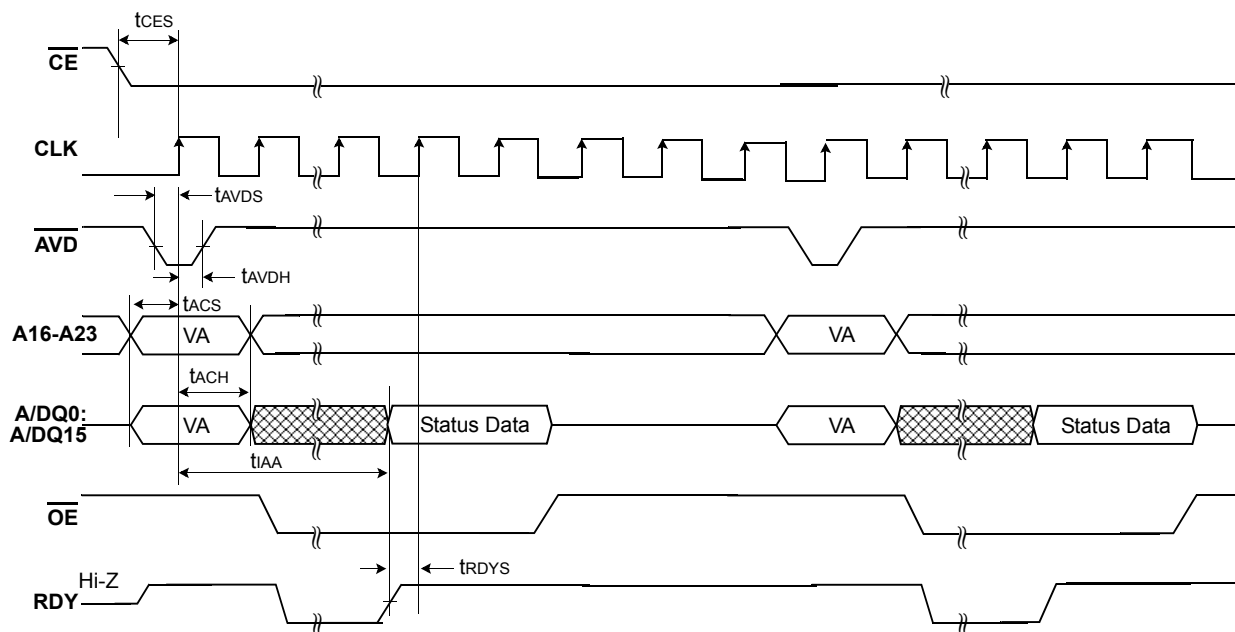 tCES
CE
CLK
tAVDS
AVD
tAVDH
tACS
A16-A23
VA
VA
tACH
A/DQ0:
A/DQ15
VA
Status Data
VA
Status Data
tIAA
OE
Hi-Z
RDY
tRDYS